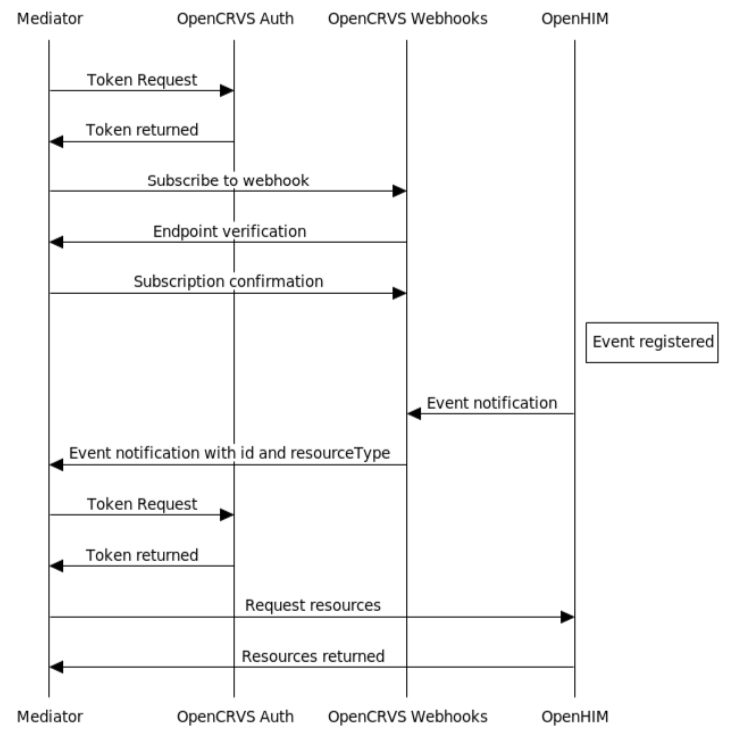 Mediator OpenCRVS Auth OpenCRVS Webhooks OpenHIM
Token Request
Token returned
Subscribe to webhook
Endpoint verification
Subscription confirmation
Event registered
Event notification
Event notification with id and resourceType
Token Request
Token returned
Request resources
Resources returned
Mediator OpenCRVS Auth OpenCRVS Webhooks OpenHIM